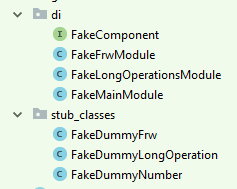 di
I FakeComponent
C FakeFrwModule
C FakeLongOperationsModule
C FakeMainModule
stub_classes
C FakeDummyFrw
C FakeDummyLongOperation
C FakeDummyNumber